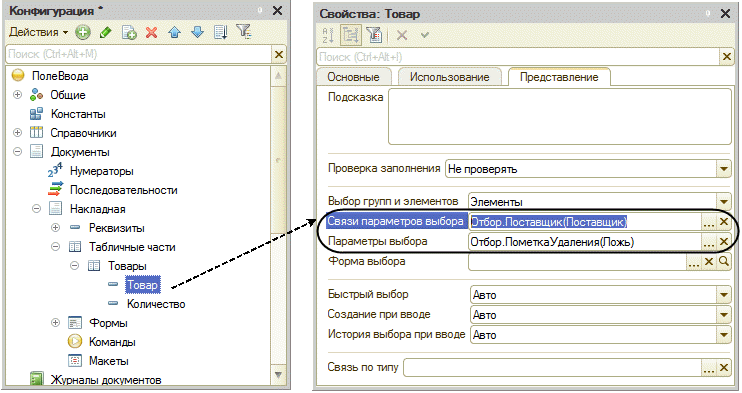 Конфигурация *
Действия
Поиск (Ctrl+Alt+M)
ПолеВвода
Общие
Константы
Справочники
Документы
Нумераторы
Последовательности
Накладная
Реквизиты
Табличные части
Товары
Товар
Количество
Формы
Команды
Макеты
Журналы документов
Свойства: Товар
Поиск (Ctrl+Alt+I)
Основные Использование Представление
Подсказка
Проверка заполнения Не проверять
Выбор групп и элементов Элементы
Связи параметров выбора Отбор.Поставщик(Поставщик) ...
Параметры выбора Отбор.ПометкаУдаления(Ложь) ...
Форма выбора ...
Быстрый выбор Авто
Создание при вводе Авто
История выбора при вводе Авто
Связь по типу ...